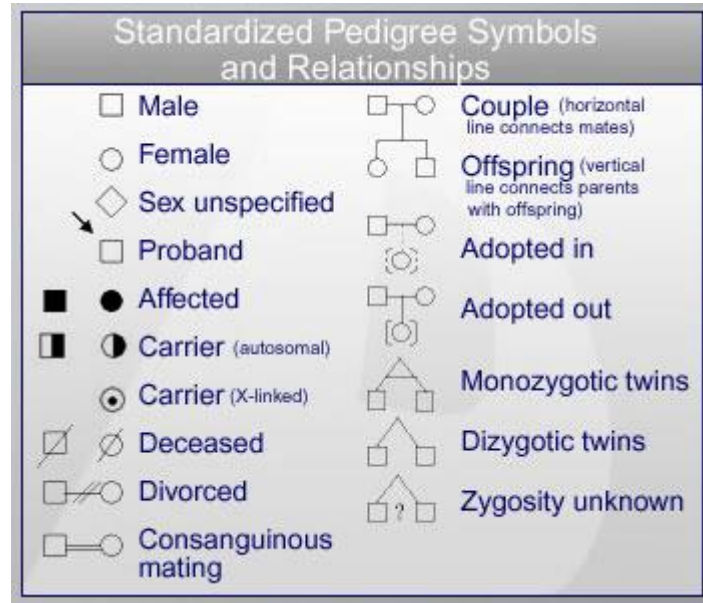 Standardized Pedigree Symbols
and Relationships
Male
Female
Sex unspecified
Proband
Affected
Carrier (autosomal)
Carrier (X-linked)
Deceased
Divorced
Consanguinous
mating
Couple (horizontal
line connects mates)
Offspring (vertical
line connects parents
with offspring)
Adopted in
Adopted out
Monozygotic twins
Dizygotic twins
?
Zygosity unknown